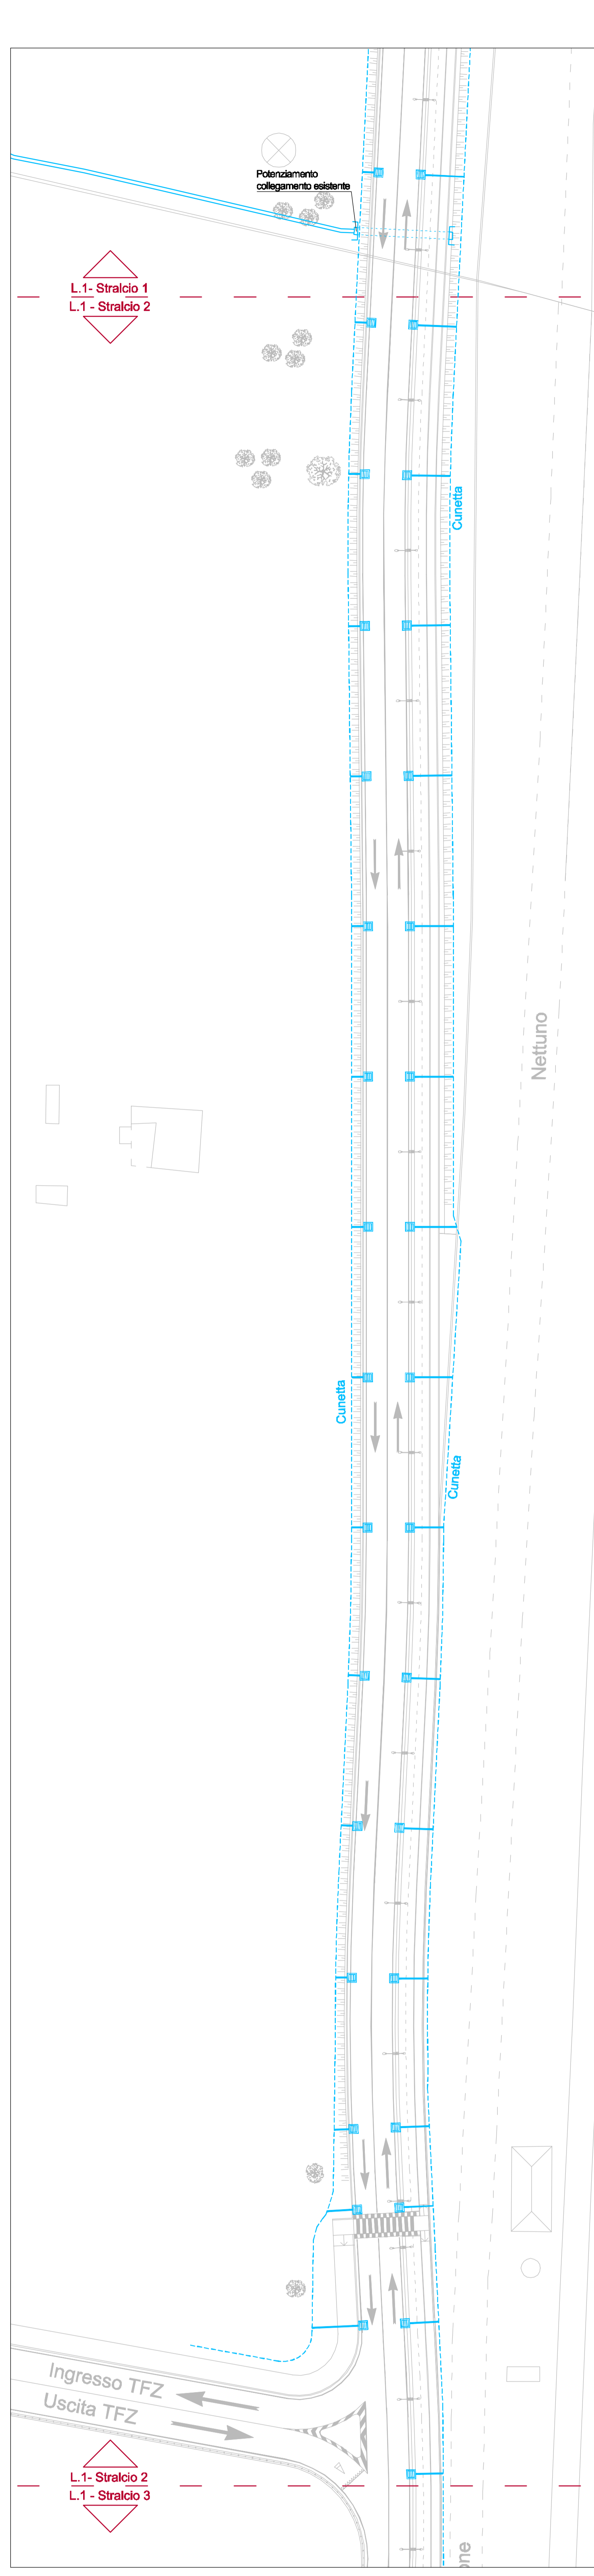 Potenziamento
collegamento esistente
L.1- Stralcio 1
L.1 - Stralcio 2
Cunetta
Nettuno
Cunetta
Cunetta
Ingresso TFZ
Uscita TFZ
L.1- Stralcio 2
L.1 - Stralcio 3
one